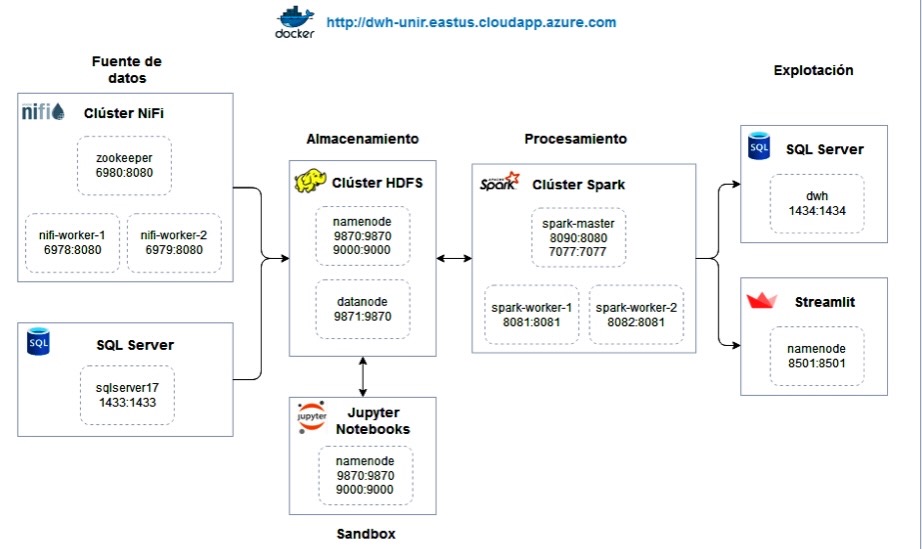 docker
http://dwh-unir.eastus.cloudapp.azure.com
Fuente de
datos
nifi
Clúster NiFi
zookeeper
6980:8080
nifi-worker-1
6978:8080
nifi-worker-2
6979:8080
SQL
SQL Server
sqlserver17
1433:1433
Almacenamiento
Clúster HDFS
namenode
9870:9870
9000:9000
datanode
9871:9870
jupyter
Jupyter
Notebooks
namenode
9870:9870
9000:9000
Sandbox
Procesamiento
Spark
Clúster Spark
spark-master
8090:8080
7077:7077
spark-worker-1
8081:8081
spark-worker-2
8082:8081
Explotación
SQL
SQL Server
dwh
1434:1434
Streamlit
namenode
8501:8501